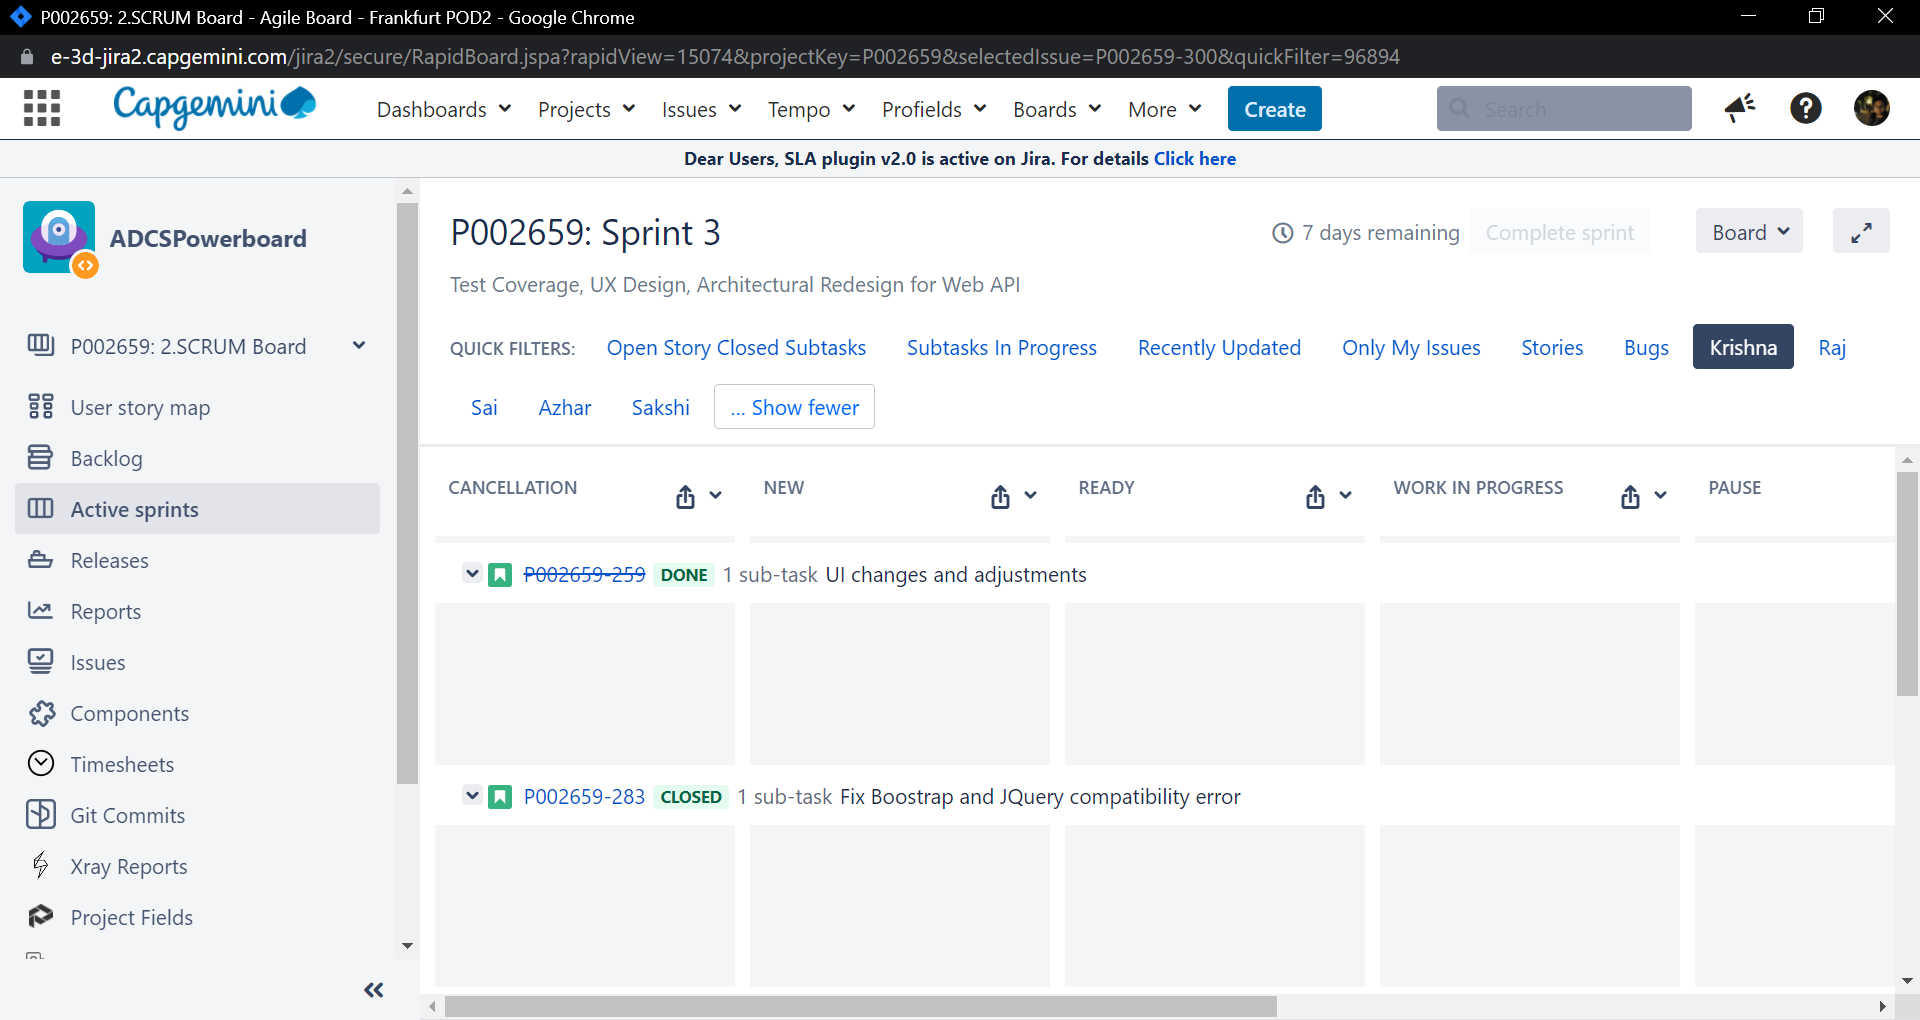 P002659: 2.SCRUM Board - Agile Board - Frankfurt POD2 - Google Chrome
e-3d-jira2.capgemini.com/jira2/secure/RapidBoard.jspa?rapidView=15074&projectKey=P002659&selectedIssue=P002659-300&quickFilter=96894
Capgemini Dashboards Projects Issues Tempo Profields Boards More Create Search
Dear Users, SLA plugin v2.0 is active on Jira. For details Click here
ADCSPowerboard
P002659: 2.SCRUM Board
User story map
Backlog
Active sprints
Releases
Reports
Issues
Components
Timesheets
Git Commits
Xray Reports
Project Fields
P002659: Sprint 3
7 days remaining Complete sprint Board
Test Coverage, UX Design, Architectural Redesign for Web API
QUICK FILTERS: Open Story Closed Subtasks Subtasks In Progress Recently Updated Only My Issues Stories Bugs Krishna Raj
Sai Azhar Sakshi ... Show fewer
CANCELLATION NEW READY WORK IN PROGRESS PAUSE
P002659-259 DONE 1 sub-task UI changes and adjustments
P002659-283 CLOSED 1 sub-task Fix Boostrap and JQuery compatibility error